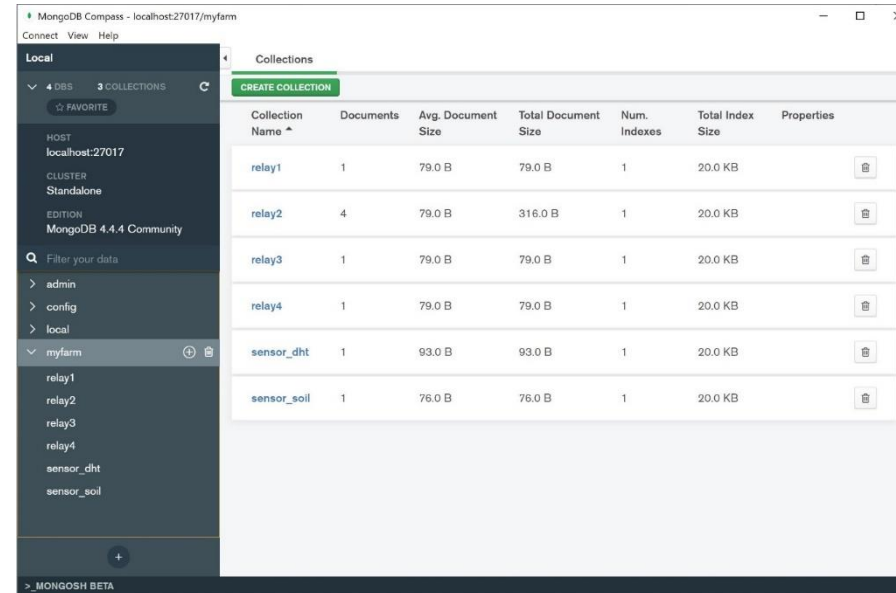 MongoDB Compass - localhost:27017/myfarm
Connect View Help
Local
4 DBS 3 COLLECTIONS
☆ FAVORITE
HOST
localhost:27017
CLUSTER
Standalone
EDITION
MongoDB 4.4.4 Community
Filter your data
> admin
> config
> local
myfarm
relay1
relay2
relay3
relay4
sensor_dht
sensor_soil
+
>_MONGOSH BETA
Collections
CREATE COLLECTION
Collection Name Documents Avg. Document Size Total Document Size Num. Indexes Total Index Size Properties
relay1 1 79.0 B 79.0 B 1 20.0 KB
relay2 4 79.0 B 316.0 B 1 20.0 KB
relay3 1 79.0 B 79.0 B 1 20.0 KB
relay4 1 79.0 B 79.0 B 1 20.0 KB
sensor_dht 1 93.0 B 93.0 B 1 20.0 KB
sensor_soil 1 76.0 B 76.0 B 1 20.0 KB